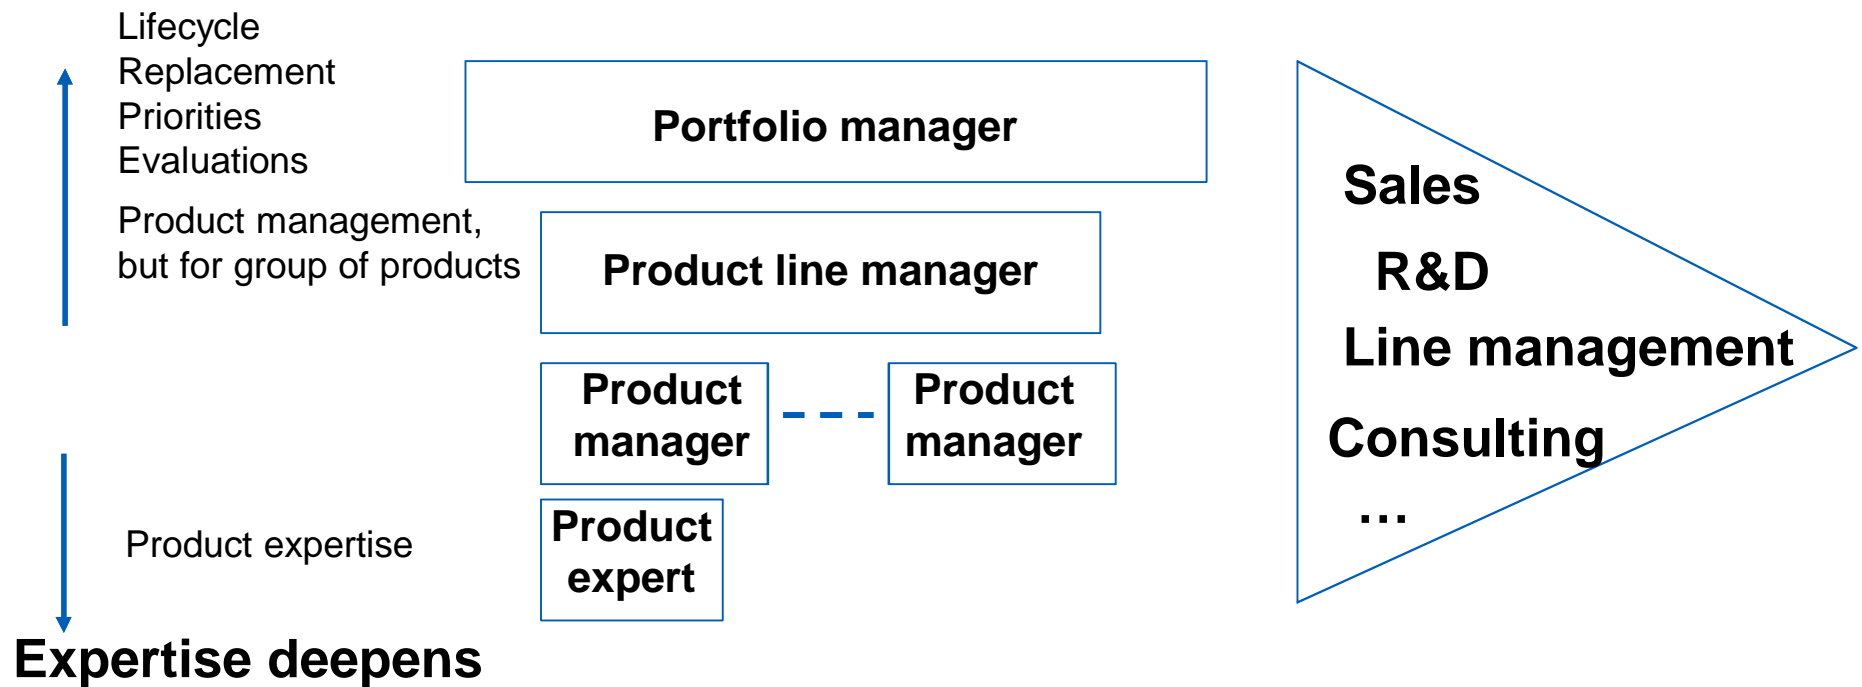 Lifecycle
Replacement
Priorities
Evaluations
Portfolio manager
Product management,
but for group of products
Product line manager
Product
manager
Product
manager
Product expertise
Product
expert
Expertise deepens
Sales
R&D
Line management
Consulting
…